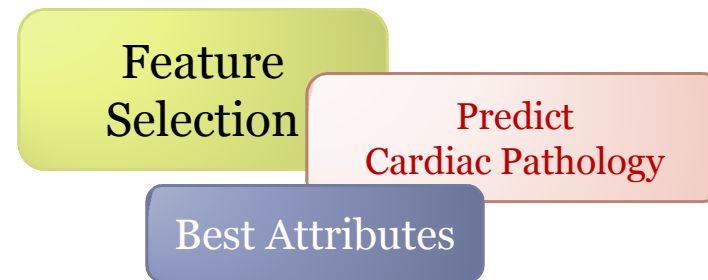 Feature
Selection
Predict
Cardiac Pathology
Best Attributes